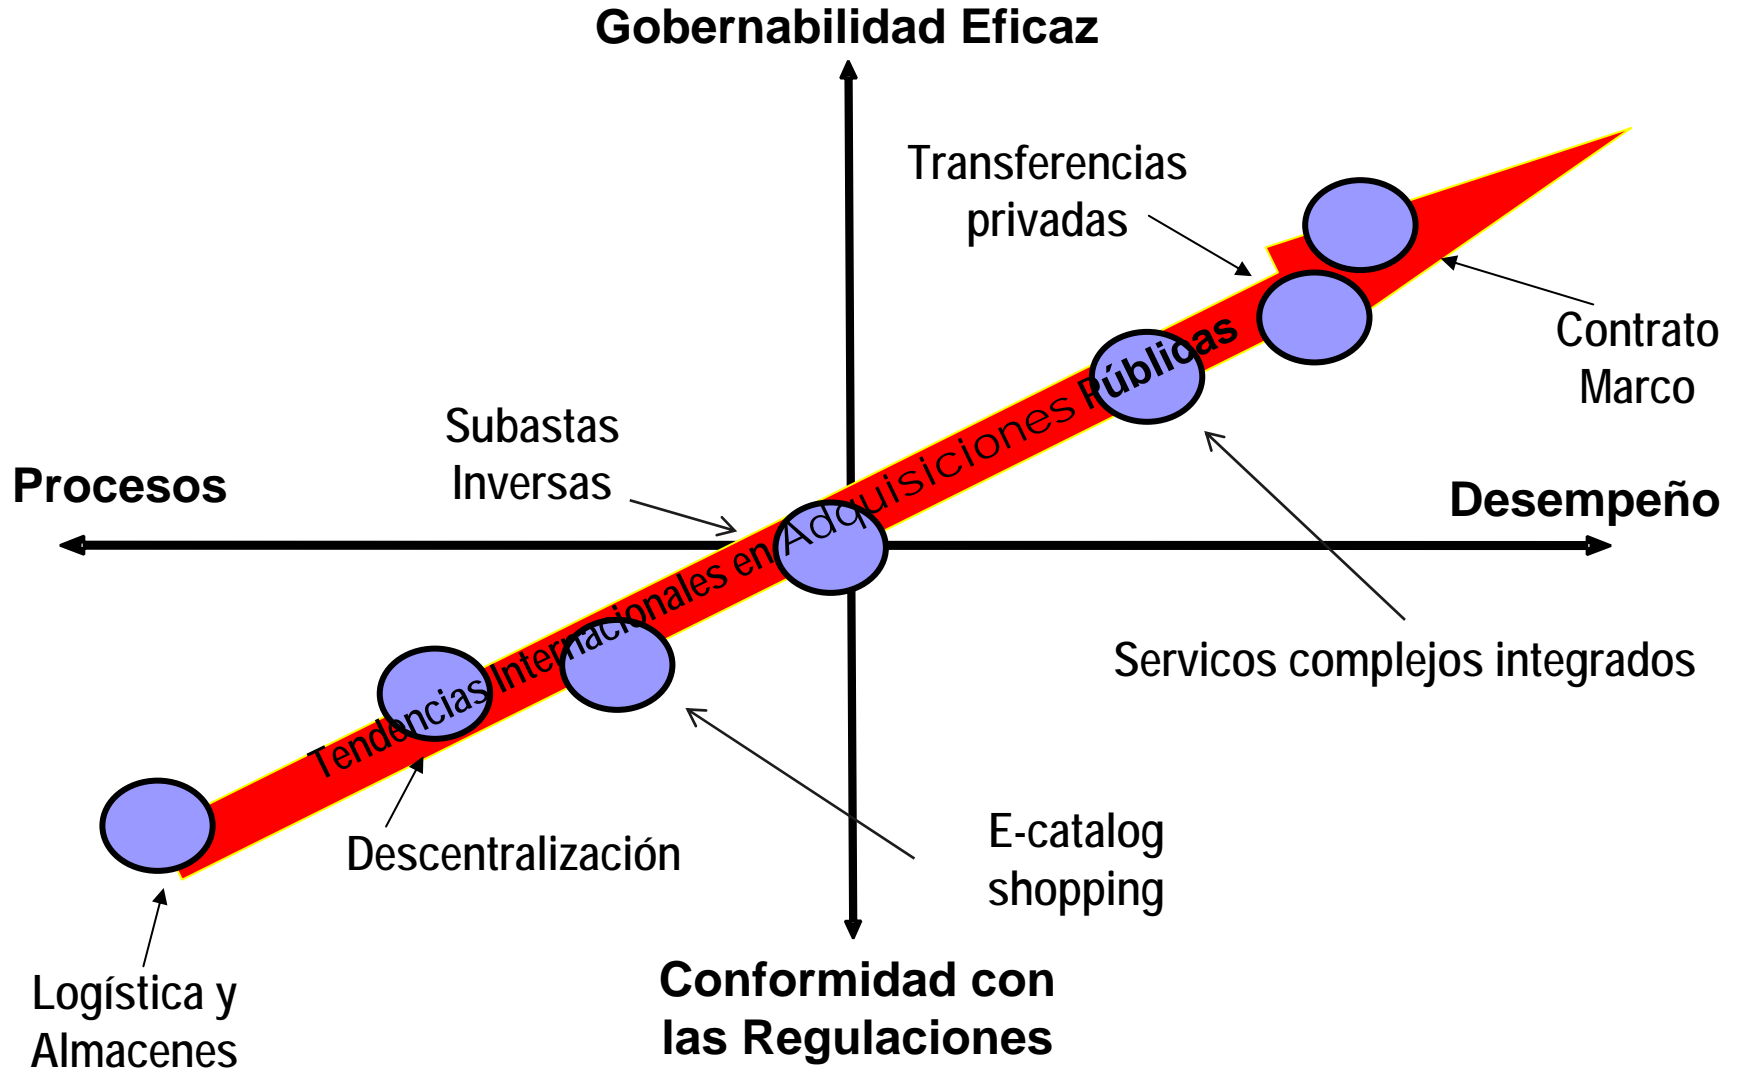 Gobernabilidad Eficaz
Transferencias
privadas
Contrato
Marco
Subastas
Inversas
Procesos
Desempeño
Tendencias Internacionales en Adquisiciones Públicas
Servicos complejos integrados
Descentralización
E-catalog
shopping
Logística y
Almacenes
Conformidad con
las Regulaciones